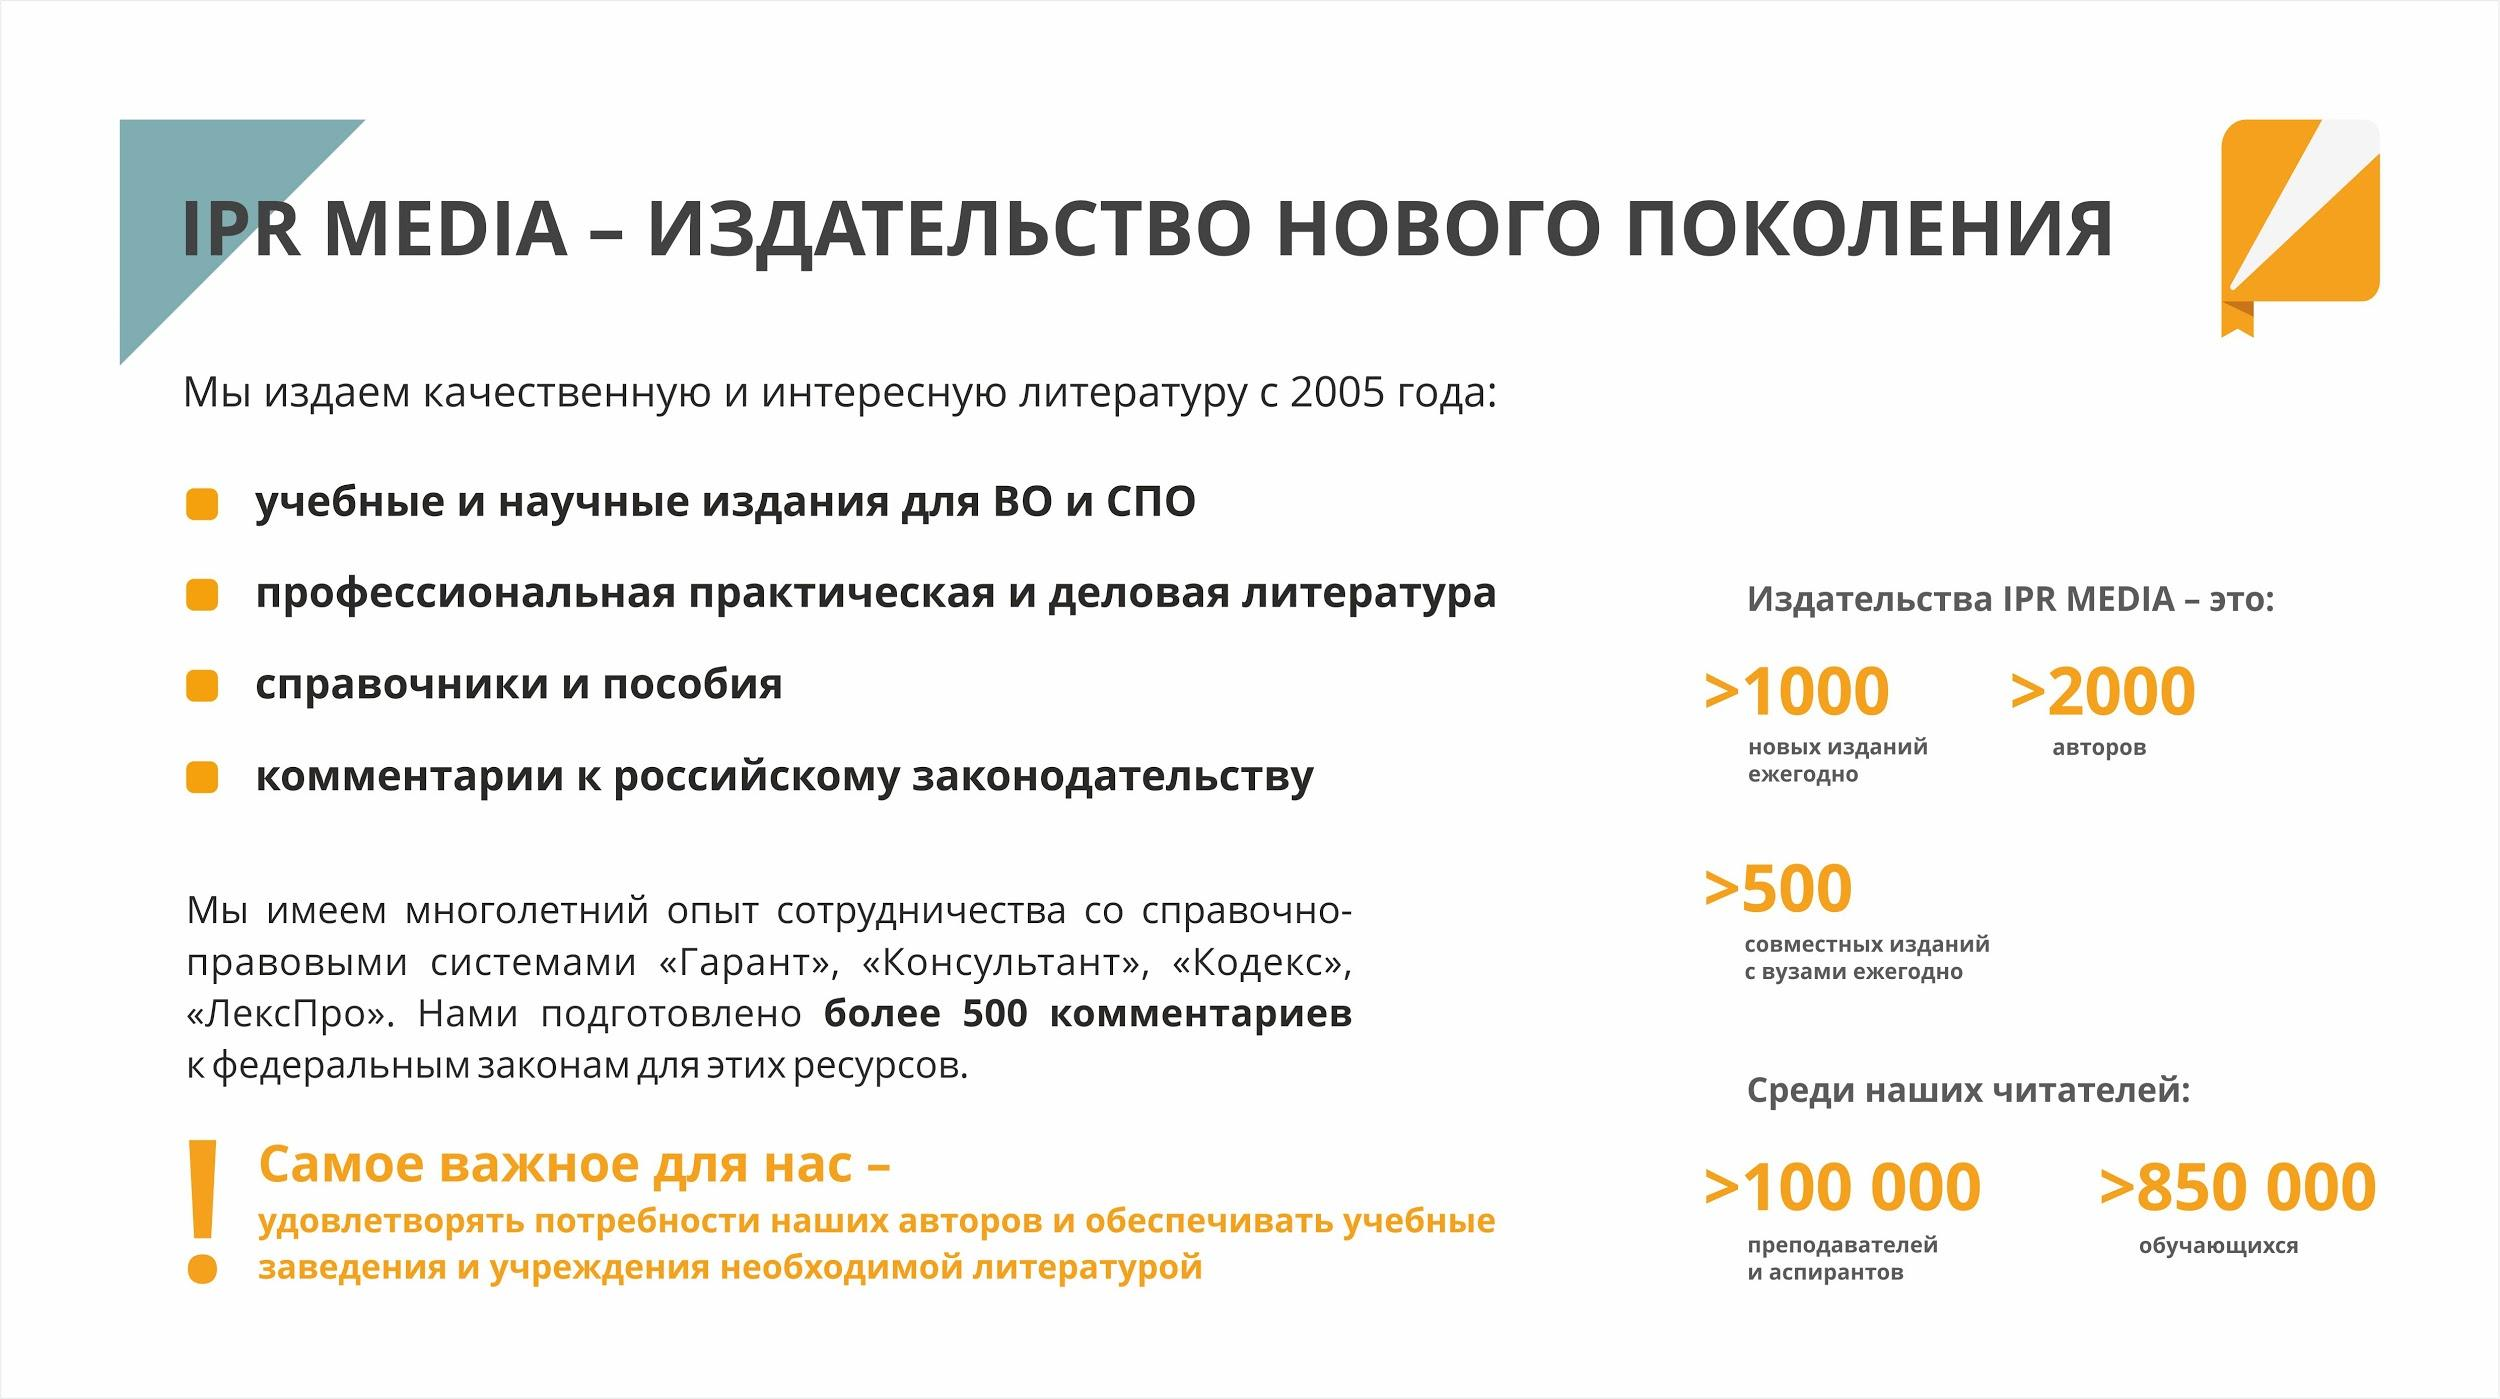 IPR MEDIA – ИЗДАТЕЛЬСТВО НОВОГО ПОКОЛЕНИЯ
Мы издаем качественную и интересную литературу с 2005 года:
учебные и научные издания для ВО и СПО
профессиональная практическая и деловая литература
справочники и пособия
комментарии к российскому законодательству
Мы имеем многолетний опыт сотрудничества со справочно-
правовыми системами «Гарант», «Консультант», «Кодекс»,
«ЛексПро». Нами подготовлено более 500 комментариев
к федеральным законам для этих ресурсов.
! Самое важное для нас –
удовлетворять потребности наших авторов и обеспечивать учебные
заведения и учреждения необходимой литературой
Издательства IPR MEDIA – это:
>1000
новых изданий
ежегодно
>2000
авторов
>500
совместных изданий
с вузами ежегодно
Среди наших читателей:
>100 000
преподавателей
и аспирантов
>850 000
обучающихся